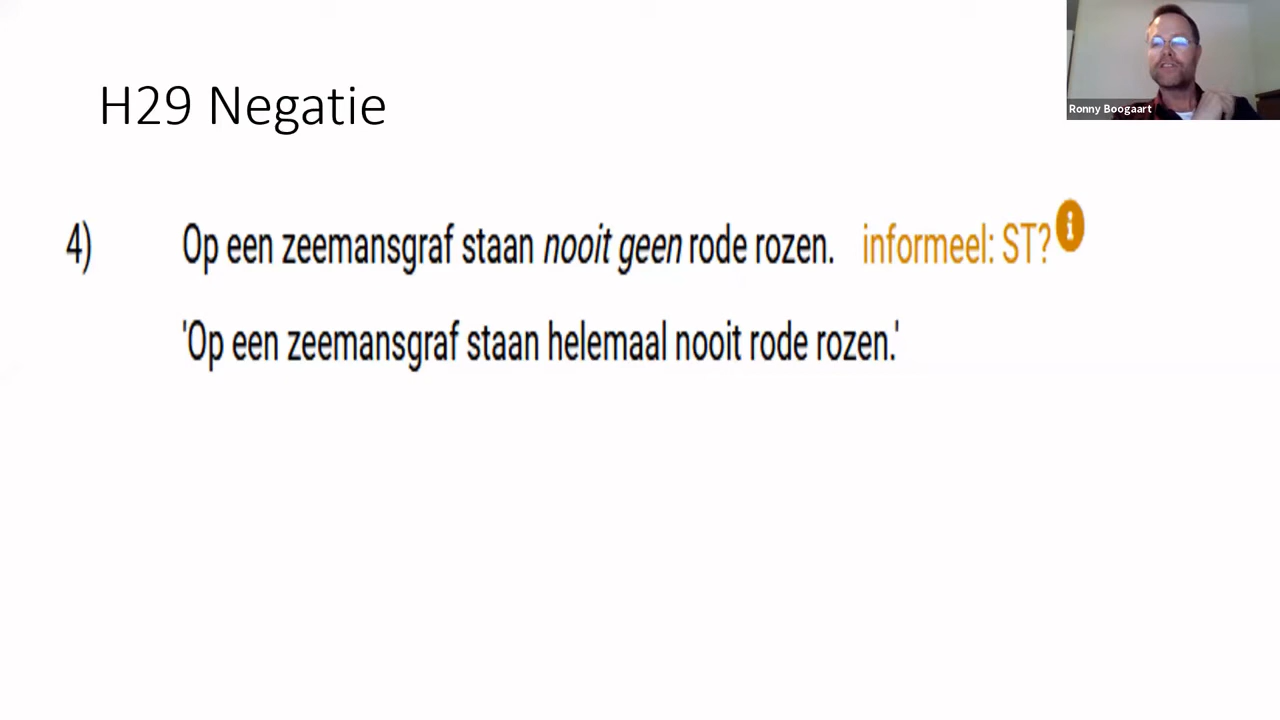 H29 Negatie
Ronny Boogaart
4) Op een zeemansgraf staan nooit geen rode rozen. informeel: ST? i
'Op een zeemansgraf staan helemaal nooit rode rozen.'